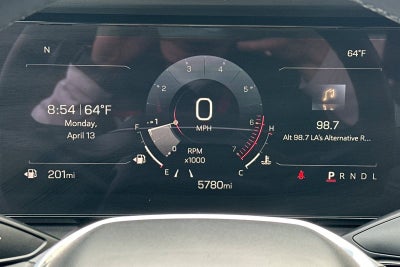 N
64°F
8:54 | 64°F
Monday,
April 13
201mi
0
MPH
1
2
3
4
5
6
7
0
RPM
x1000
F
E
H
C
5780mi
98.7
Alt 98.7 LA's Alternative R...
P R N D L